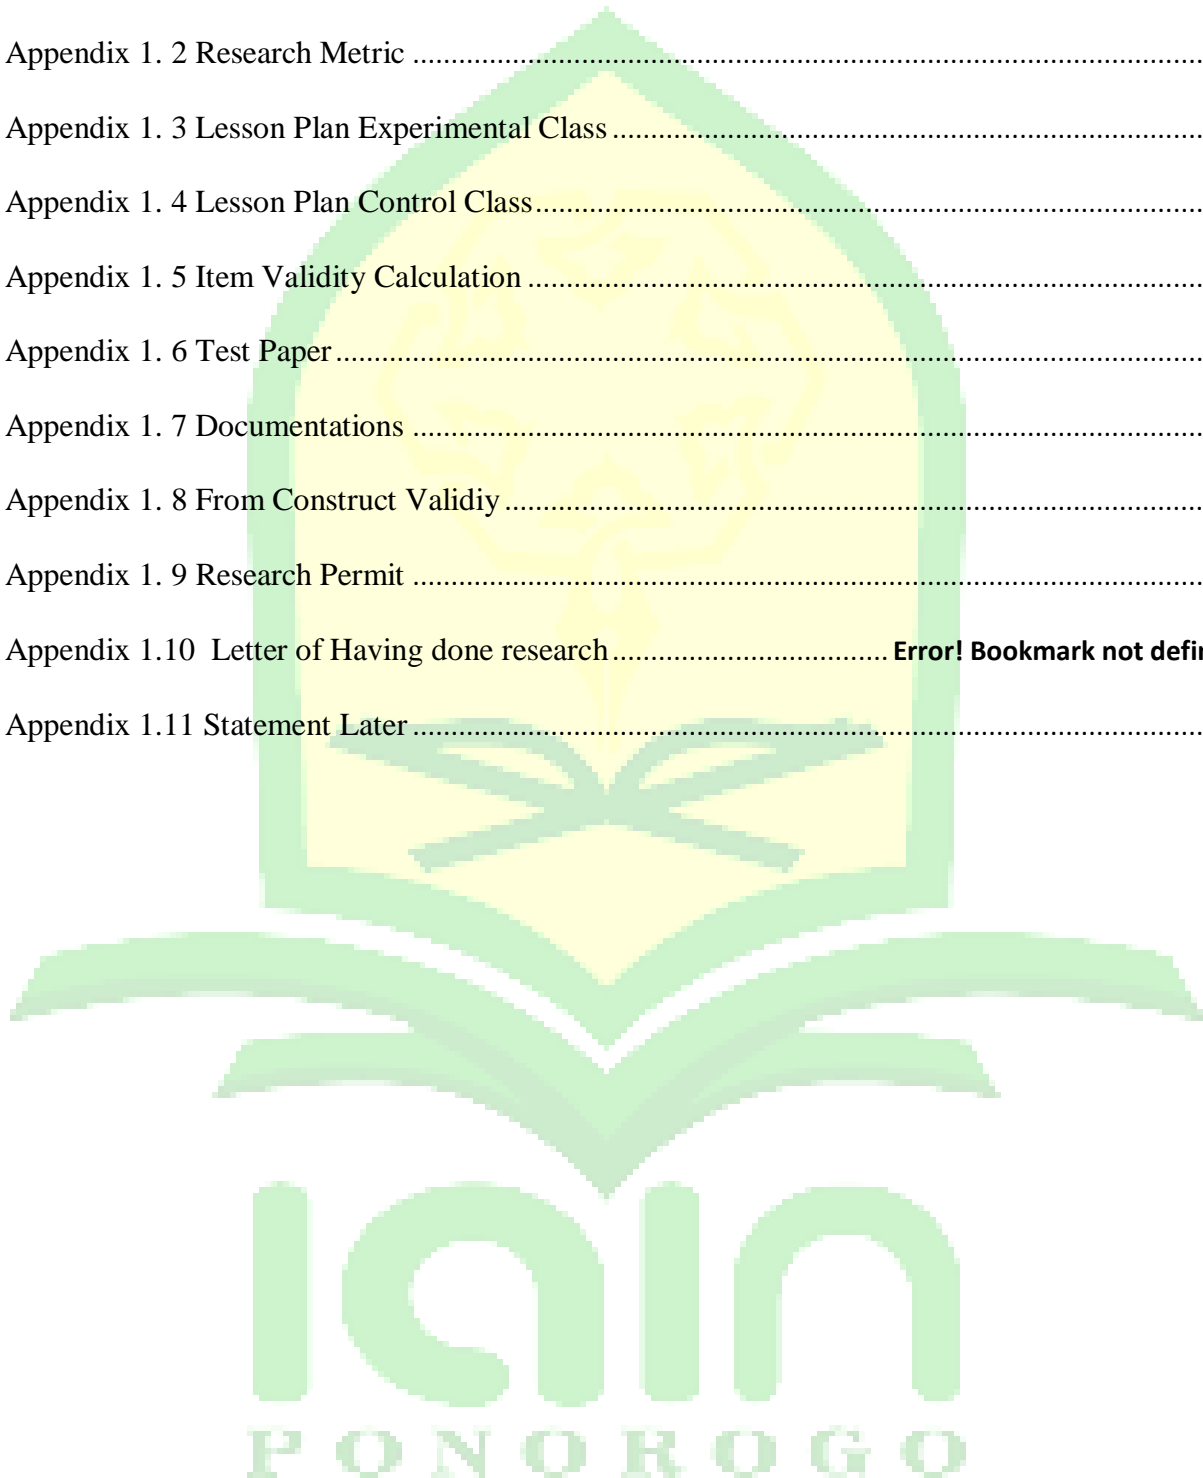 Appendix 1. 2 Research Metric ........................................................................................................
Appendix 1. 3 Lesson Plan Experimental Class ..............................................................................
Appendix 1. 4 Lesson Plan Control Class........................................................................................
Appendix 1. 5 Item Validity Calculation .........................................................................................
Appendix 1. 6 Test Paper..................................................................................................................
Appendix 1. 7 Documentations ........................................................................................................
Appendix 1. 8 From Construct Validiy ............................................................................................
Appendix 1. 9 Research Permit ........................................................................................................
Appendix 1.10  Letter of Having done research.................................... Error! Bookmark not defin
Appendix 1.11 Statement Later ........................................................................................................
iain
PONOROGO